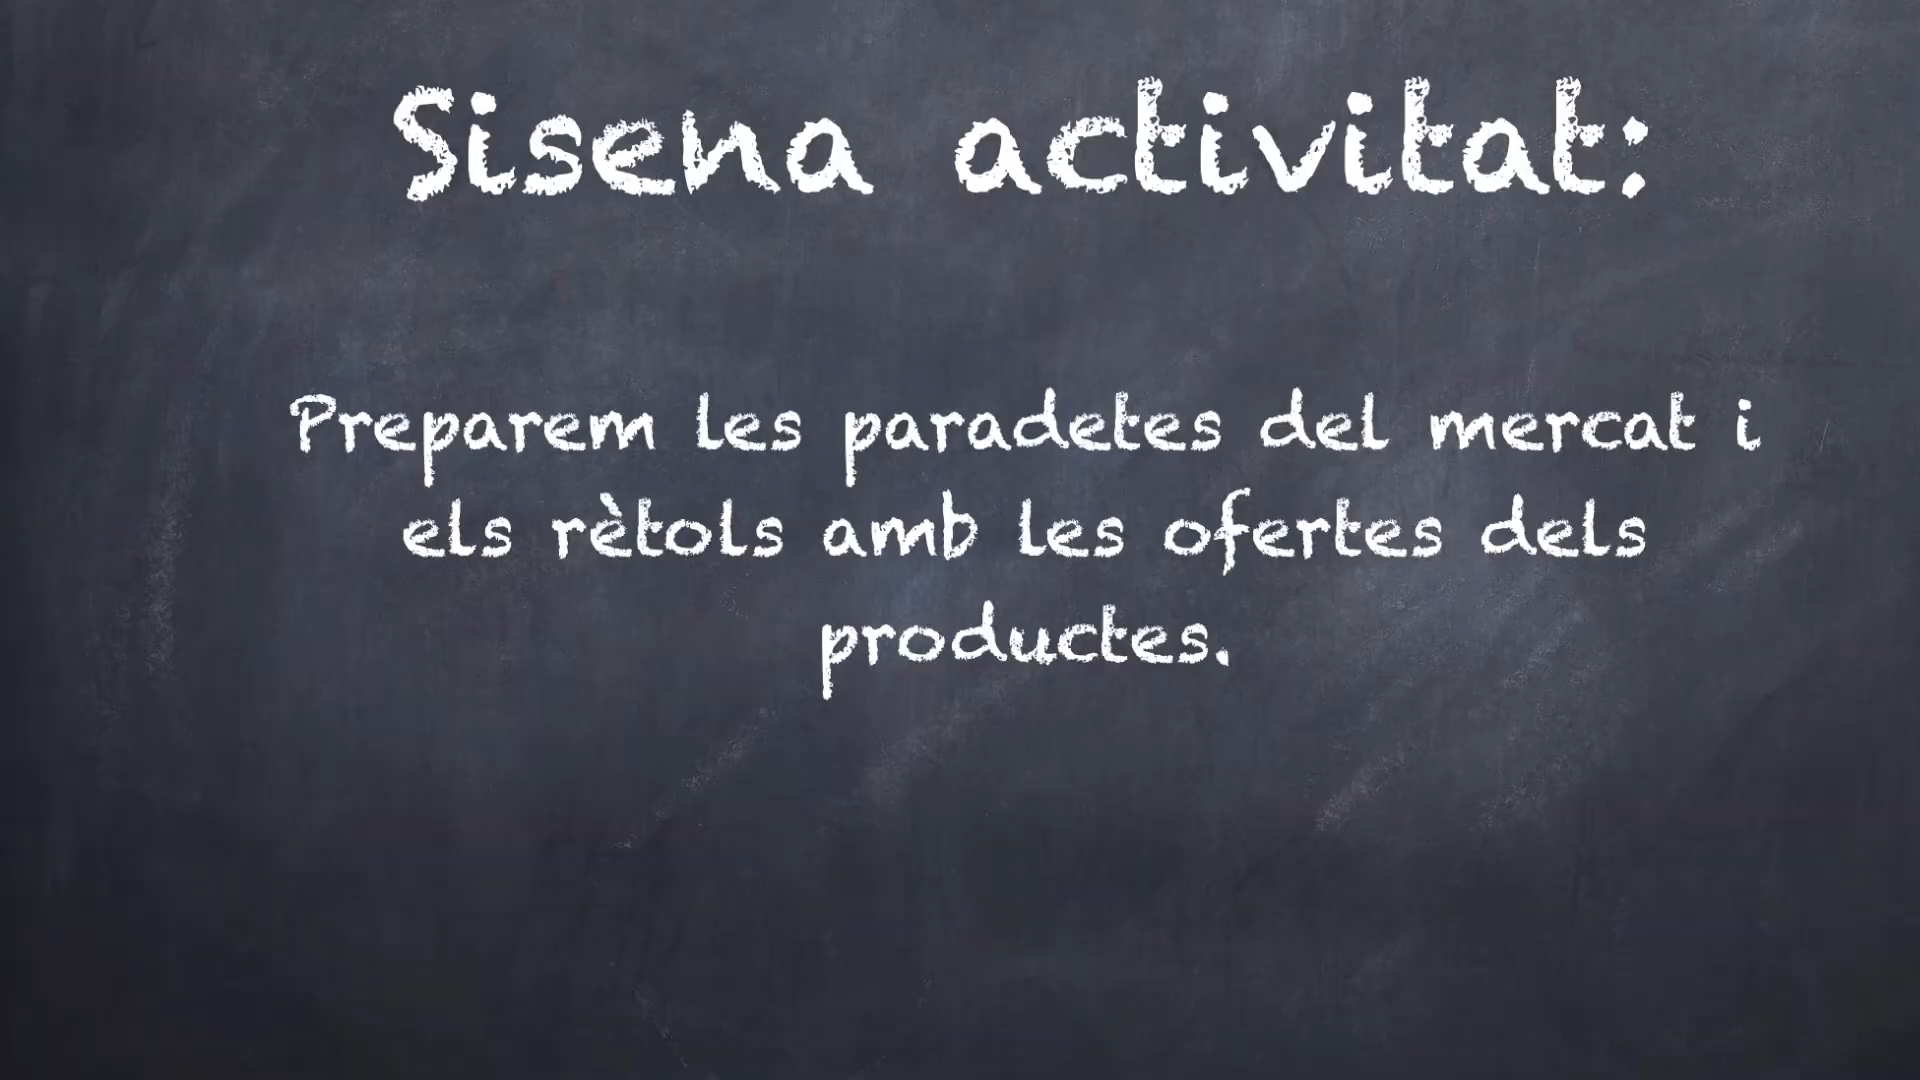 Sisena activitat:
Preparem les paradetes del mercat i
els rètols amb les ofertes dels
productes.